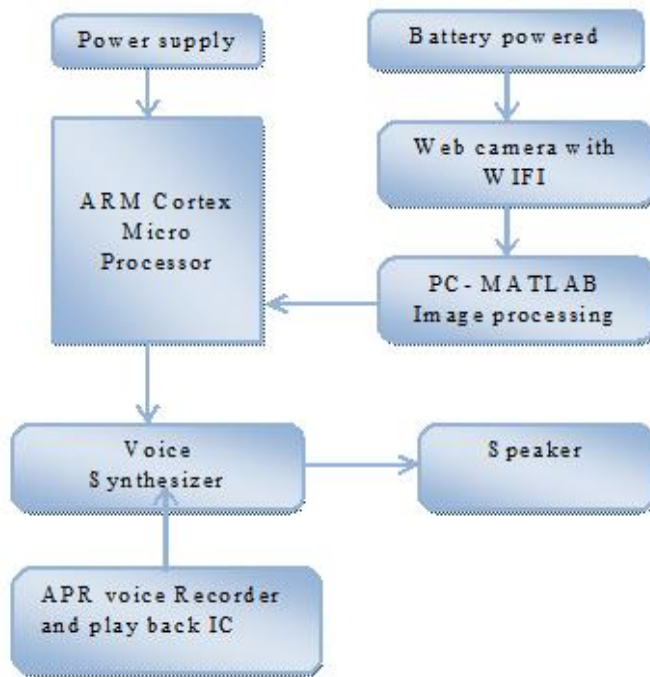 Power supply
Battery powered
Web camera with
WIFI
ARM Cortex
Micro
Processor
PC- MATLAB
Image processing
Voice
Synthesizer
Speaker
APR voice Recorder
and play back IC